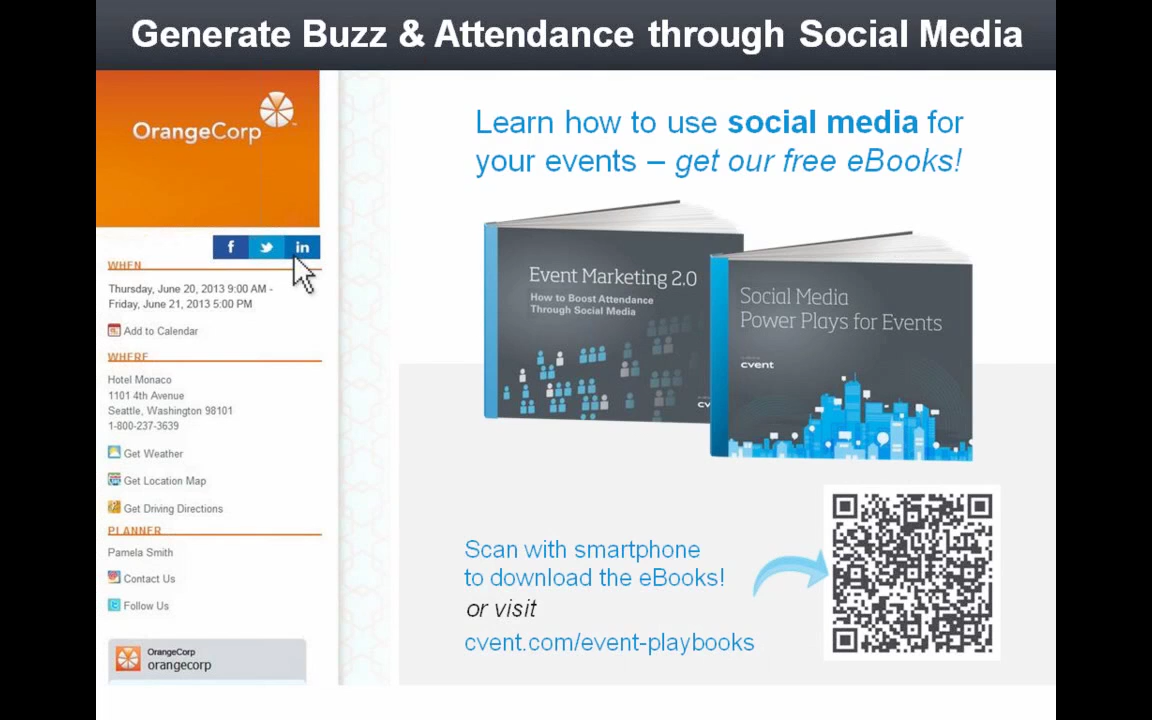 Generate Buzz & Attendance through Social Media
OrangeCorp
f
in
WHEN
Thursday, June 20, 2013 9:00 AM -
Friday, June 21, 2013 5:00 PM
Add to Calendar
WHERE
Hotel Monaco
1101 4th Avenue
Seattle, Washington 98101
1-800-237-3639
Get Weather
Get Location Map
Get Driving Directions
PLANNER
Pamela Smith
Contact Us
Follow Us
OrangeCorp
orangecorp
Learn how to use social media for
your events – get our free eBooks!
Event Marketing 2.0
How to Boost Attendance
Through Social Media
Social Media
Power Plays for Events
cvent
Scan with smartphone
to download the eBooks!
or visit
cvent.com/event-playbooks